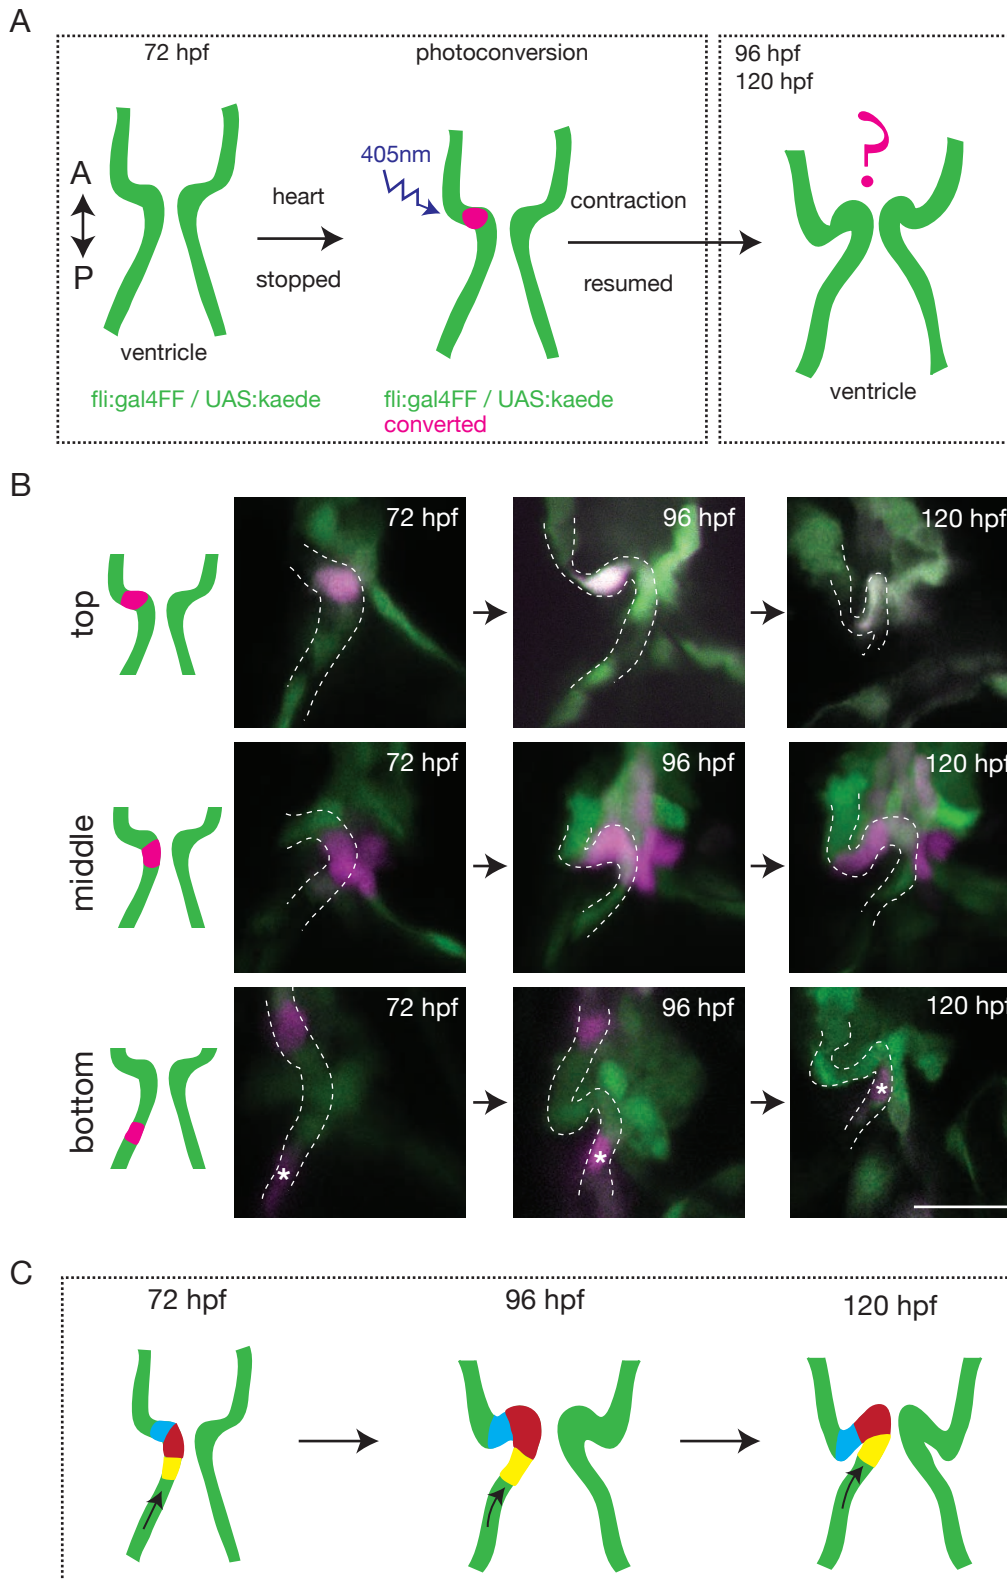 A
72 hpf
photoconversion
96 hpf
120 hpf
?
405nm
A
P
heart
stopped
contraction
resumed
ventricle
ventricle
fli:gal4FF / UAS:kaede
fli:gal4FF / UAS:kaede
converted
B
top
72 hpf
96 hpf
120 hpf
middle
72 hpf
96 hpf
120 hpf
bottom
72 hpf
96 hpf
120 hpf
*
*
*
C
72 hpf
96 hpf
120 hpf